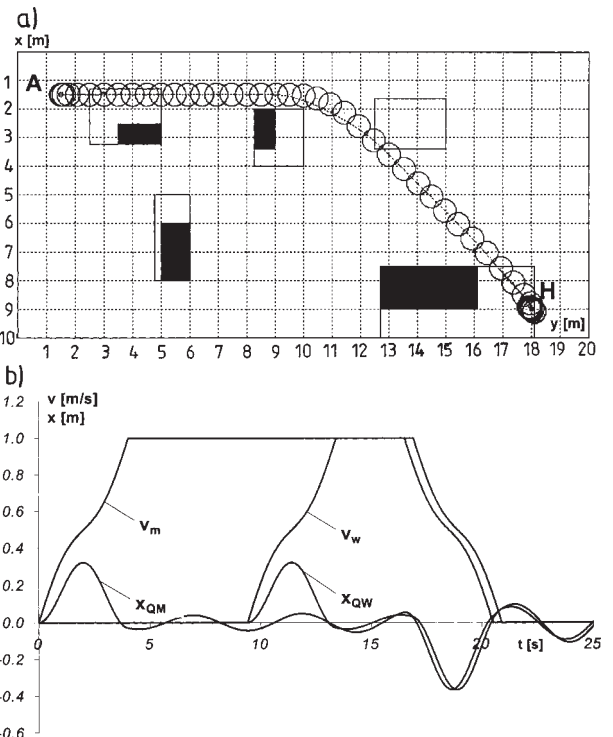 a)
x [m]
A
1
2
3
4
5
6
7
8
9
10
H
y [m]
1 2 3 4 5 6 7 8 9 10 11 12 13 14 15 16 17 18 19 20
b)
v [m/s]
x [m]
1.2
1.0
0.8
0.6
0.4
0.2
0.0
-0.2
-0.4
-0.6
v_m
v_w
x_QM
x_QW
0 5 10 15 20 25
t [s]